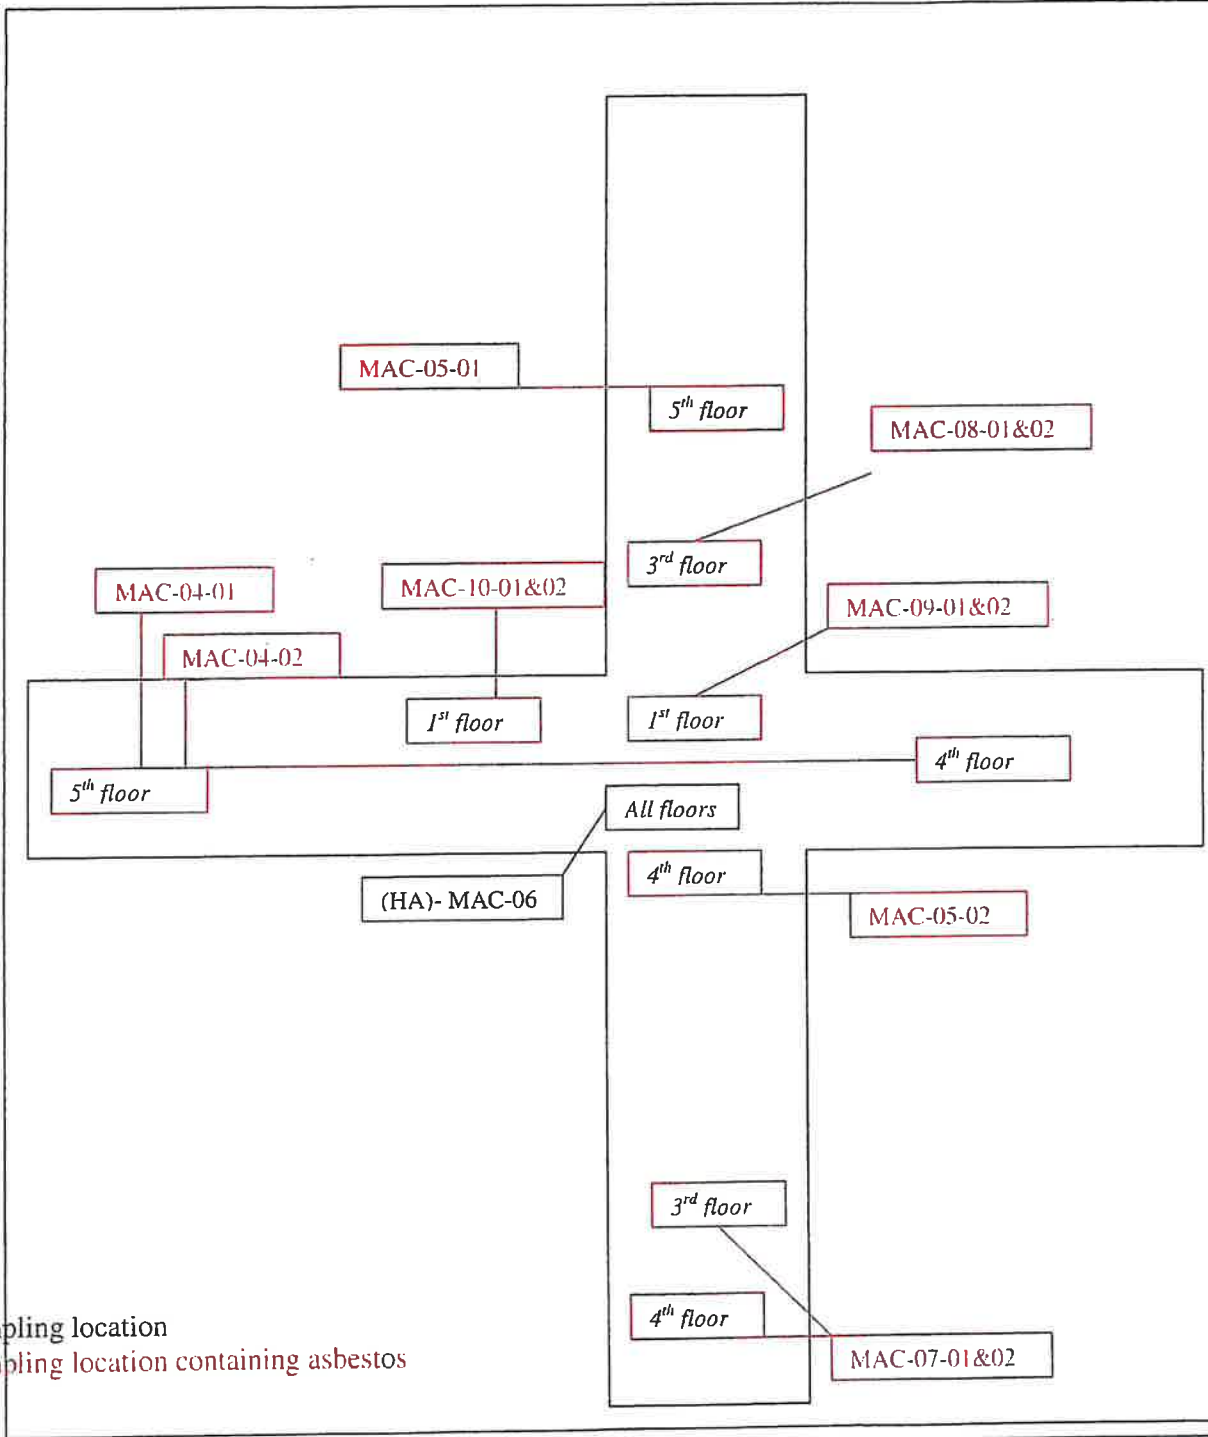 MAC-05-01
5th floor
MAC-08-01&02
3rd floor
MAC-04-01
MAC-10-01&02
MAC-09-01&02
MAC-04-02
1st floor
1st floor
4th floor
5th floor
All floors
4th floor
(HA)- MAC-06
MAC-05-02
3rd floor
4th floor
pling location
MAC-07-01&02
pling location containing asbestos